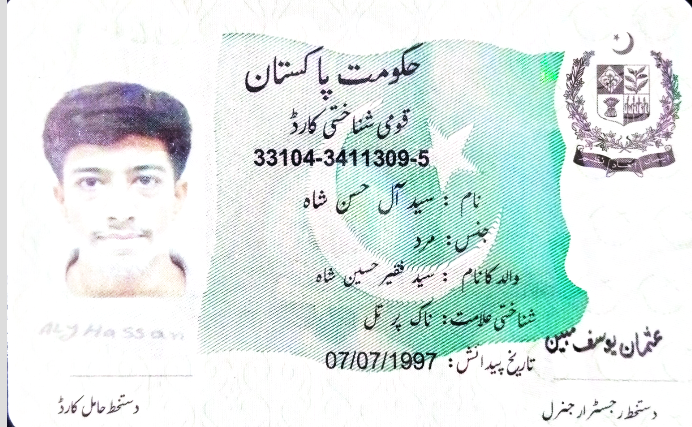 حکومت پاکستان
قومی شناختی کارڈ
33104-3411309-5
نام : سید آل حسن شاہ
جنس: مرد
والد کا نام : سید فقیر حسین شاہ
شناختی علامت: ناک پر تل
تاریخ پیدائش: 07/07/1997
ALy Hassan
دستخط حامل کارڈ
عثمان یوسف مبین
دستخط رجسٹرار جنرل